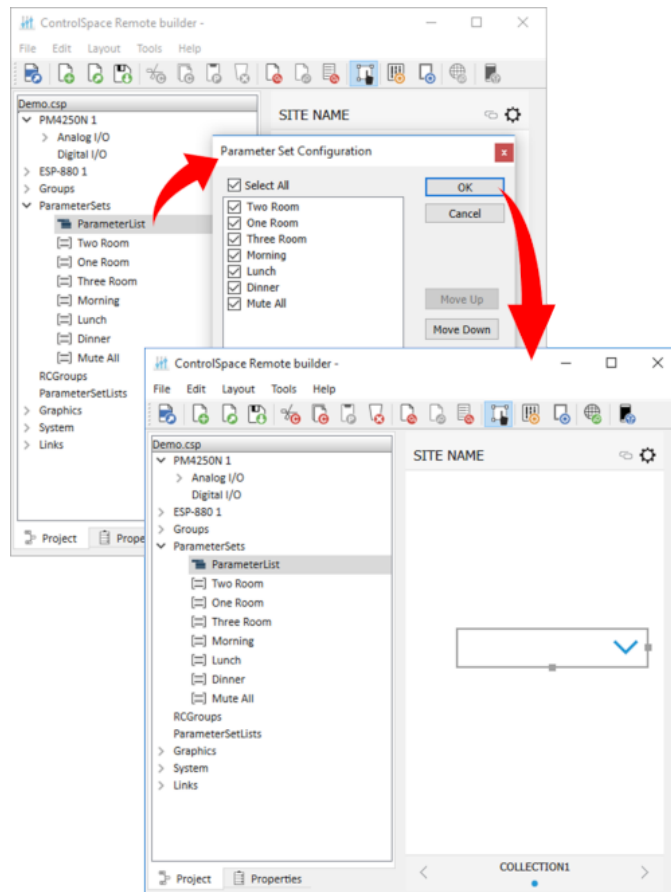 ControlSpace Remote builder -
File Edit Layout Tools Help
Demo.csp
PM4250N 1
Analog I/O
Digital I/O
ESP-880 1
Groups
ParameterSets
ParameterList
Two Room
One Room
Three Room
Morning
Lunch
Dinner
Mute All
RCGroups
ParameterSetLists
Graphics
System
Links
Project
SITE NAME
Parameter Set Configuration
Select All
Two Room
One Room
Three Room
Morning
Lunch
Dinner
Mute All
OK
Cancel
Move Up
Move Down
ControlSpace Remote builder -
File Edit Layout Tools Help
Demo.csp
PM4250N 1
Analog I/O
Digital I/O
ESP-880 1
Groups
ParameterSets
ParameterList
Two Room
One Room
Three Room
Morning
Lunch
Dinner
Mute All
RCGroups
ParameterSetLists
Graphics
System
Links
Project Properties
SITE NAME
COLLECTION1